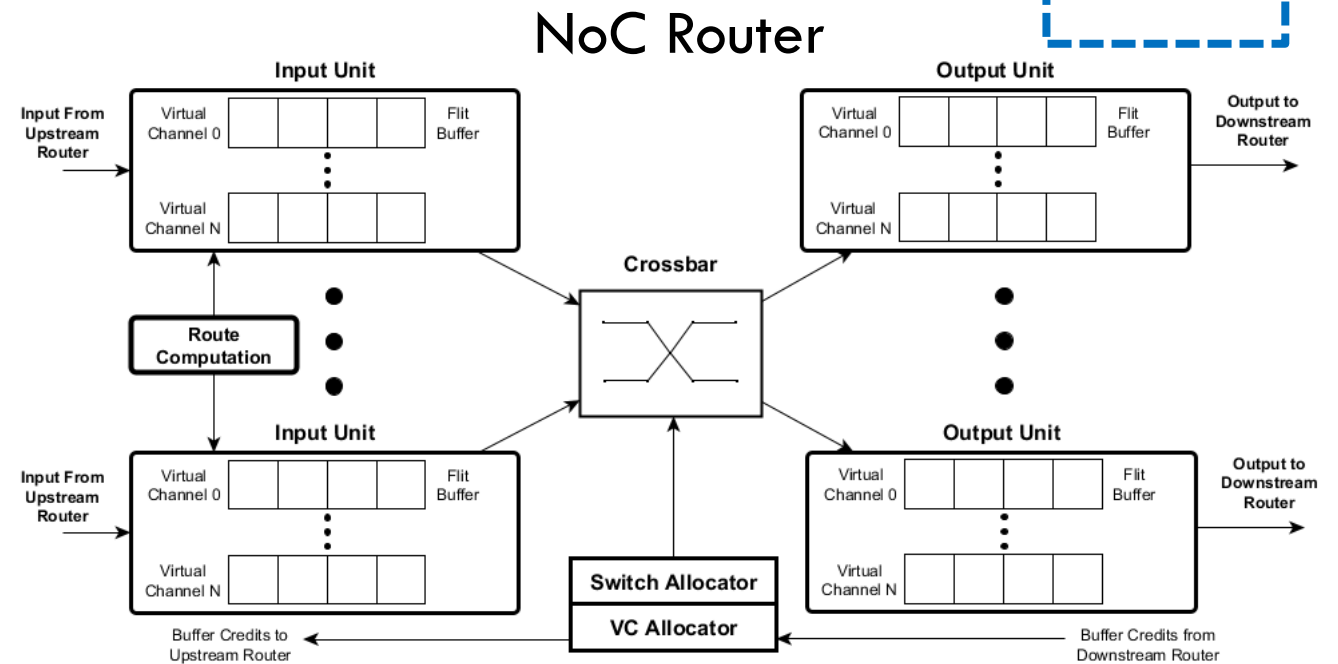 NoC Router
Input Unit
Output Unit
Input From
Upstream
Router
Virtual
Channel 0
Flit
Buffer
Virtual
Channel N
Virtual
Channel 0
Flit
Buffer
Virtual
Channel N
Output to
Downstream
Router
Crossbar
Route
Computation
Input Unit
Output Unit
Input From
Upstream
Router
Virtual
Channel 0
Flit
Buffer
Virtual
Channel N
Virtual
Channel 0
Flit
Buffer
Virtual
Channel N
Output to
Downstream
Router
Switch Allocator
VC Allocator
Buffer Credits to
Upstream Router
Buffer Credits from
Downstream Router